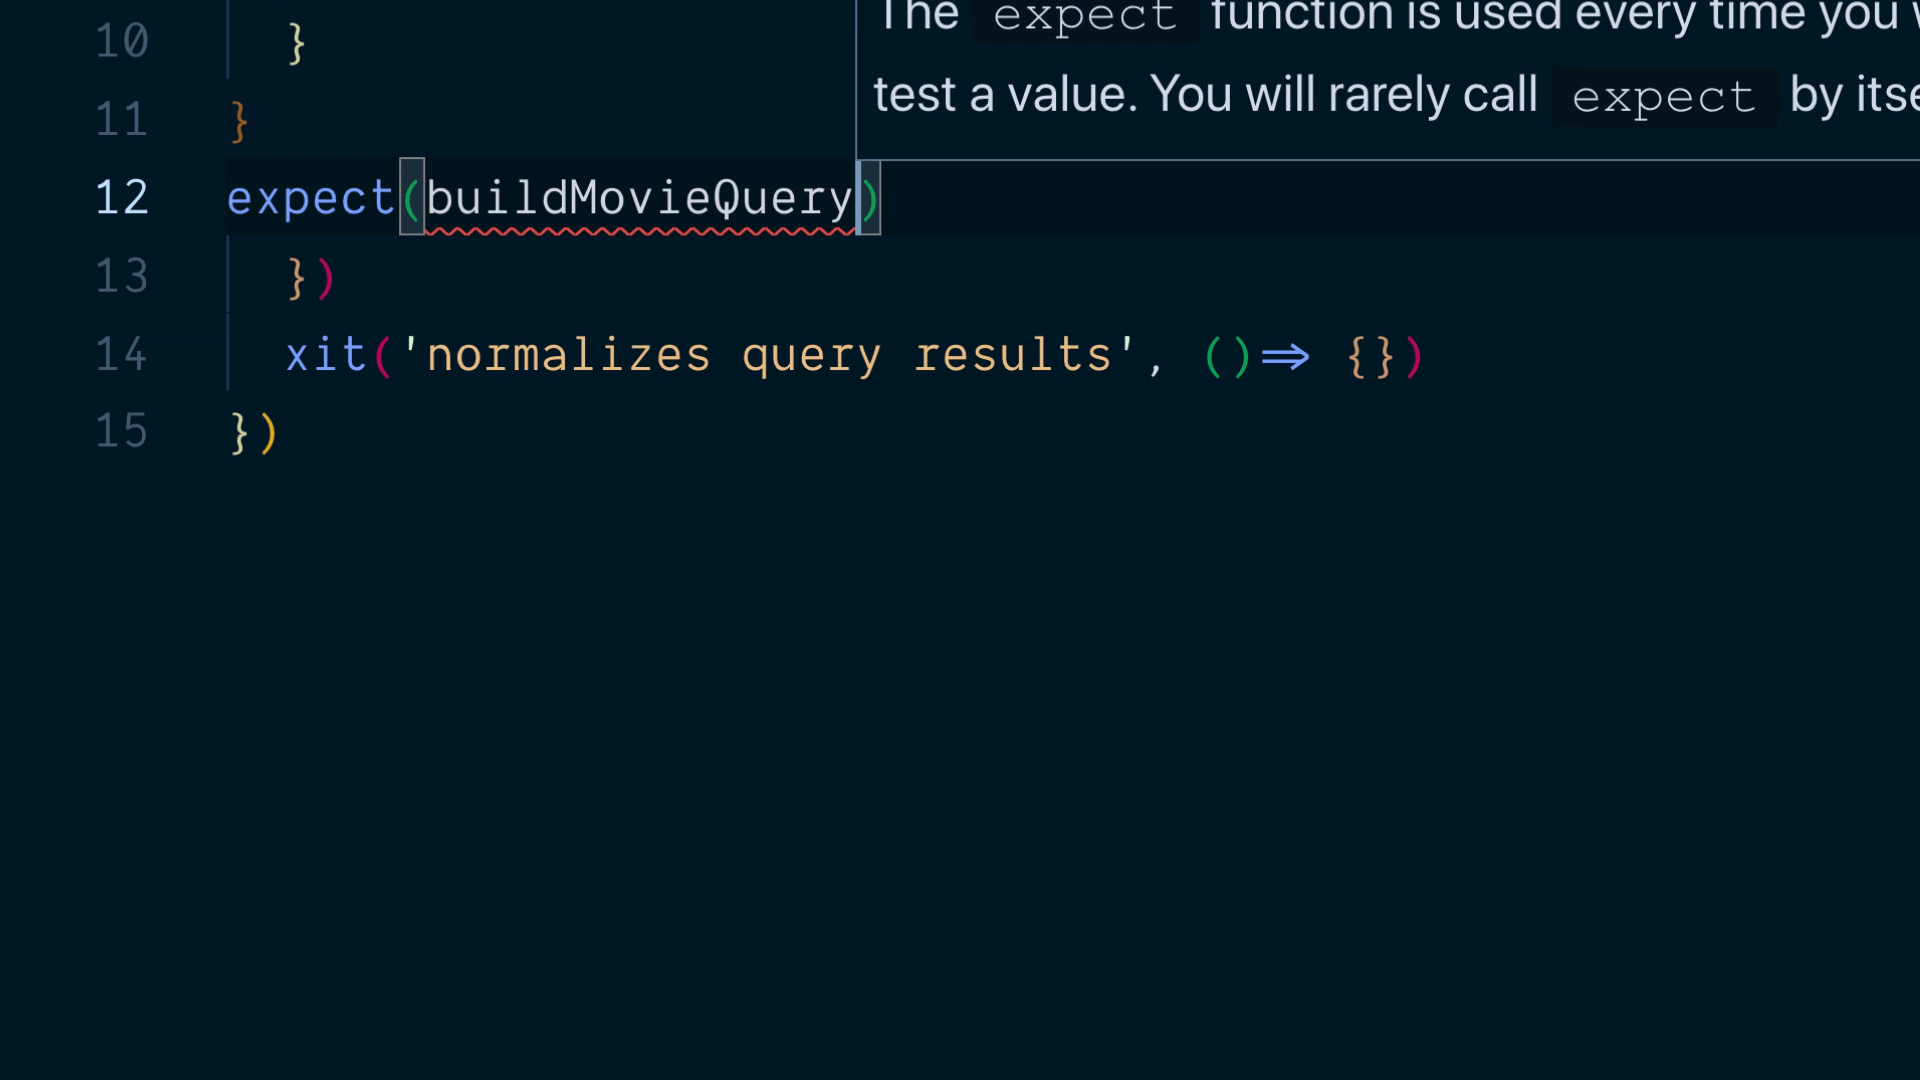 The expect function is used every time you
test a value. You will rarely call expect by
10 }
11 }
12 expect(buildMovieQuery)
13 })
14 xit('normalizes query results', ()=> {})
15 })